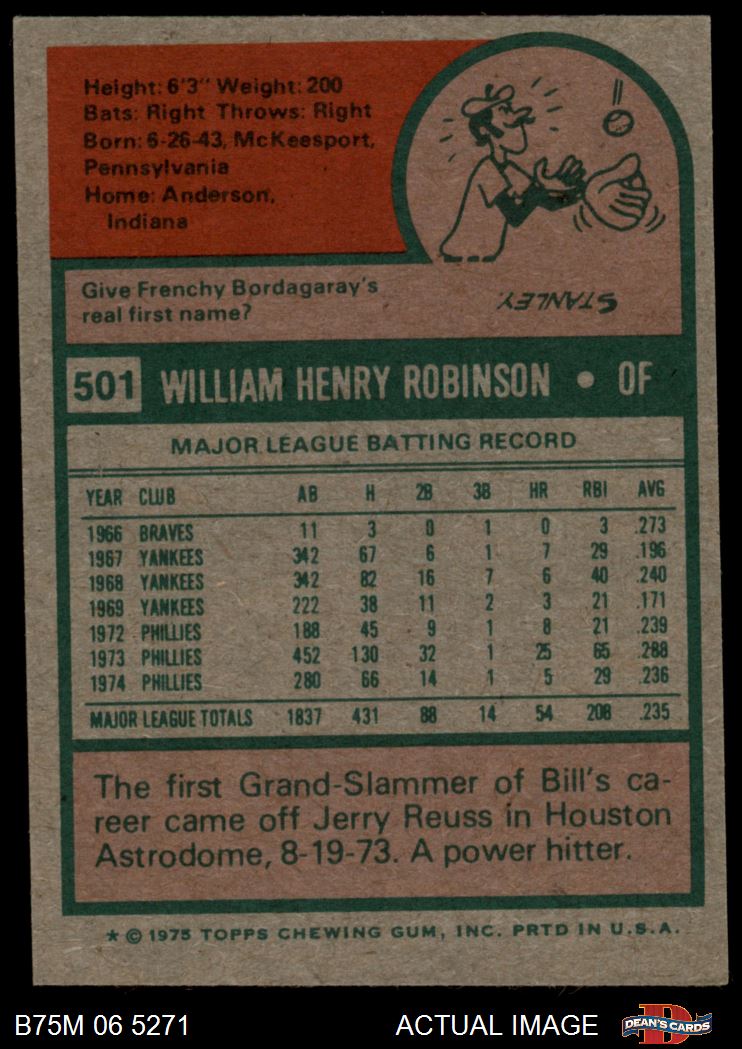 Height: 6'3" Weight: 200
Bats: Right Throws: Right
Born: 6-26-43, McKeesport,
Pennsylvania
Home: Anderson,
Indiana
Give Frenchy Bordagaray's
real first name?
STANLEY
501 WILLIAM HENRY ROBINSON • OF
MAJOR LEAGUE BATTING RECORD
YEAR CLUB AB H 2B 3B HR RBI AVG
1966 BRAVES 11 3 0 1 0 3 .273
1967 YANKEES 342 67 6 1 7 29 .196
1968 YANKEES 342 82 16 7 6 40 .240
1969 YANKEES 222 38 11 2 3 21 .171
1972 PHILLIES 188 45 9 1 8 21 .239
1973 PHILLIES 452 130 32 1 25 65 .288
1974 PHILLIES 280 66 14 1 5 29 .236
MAJOR LEAGUE TOTALS 1837 431 88 14 54 208 .235
The first Grand-Slammer of Bill's ca-
reer came off Jerry Reuss in Houston
Astrodome, 8-19-73. A power hitter.
* © 1975 TOPPS CHEWING GUM, INC. PRTD IN U.S.A.
B75M 06 5271 ACTUAL IMAGE D DEAN'S CARDS